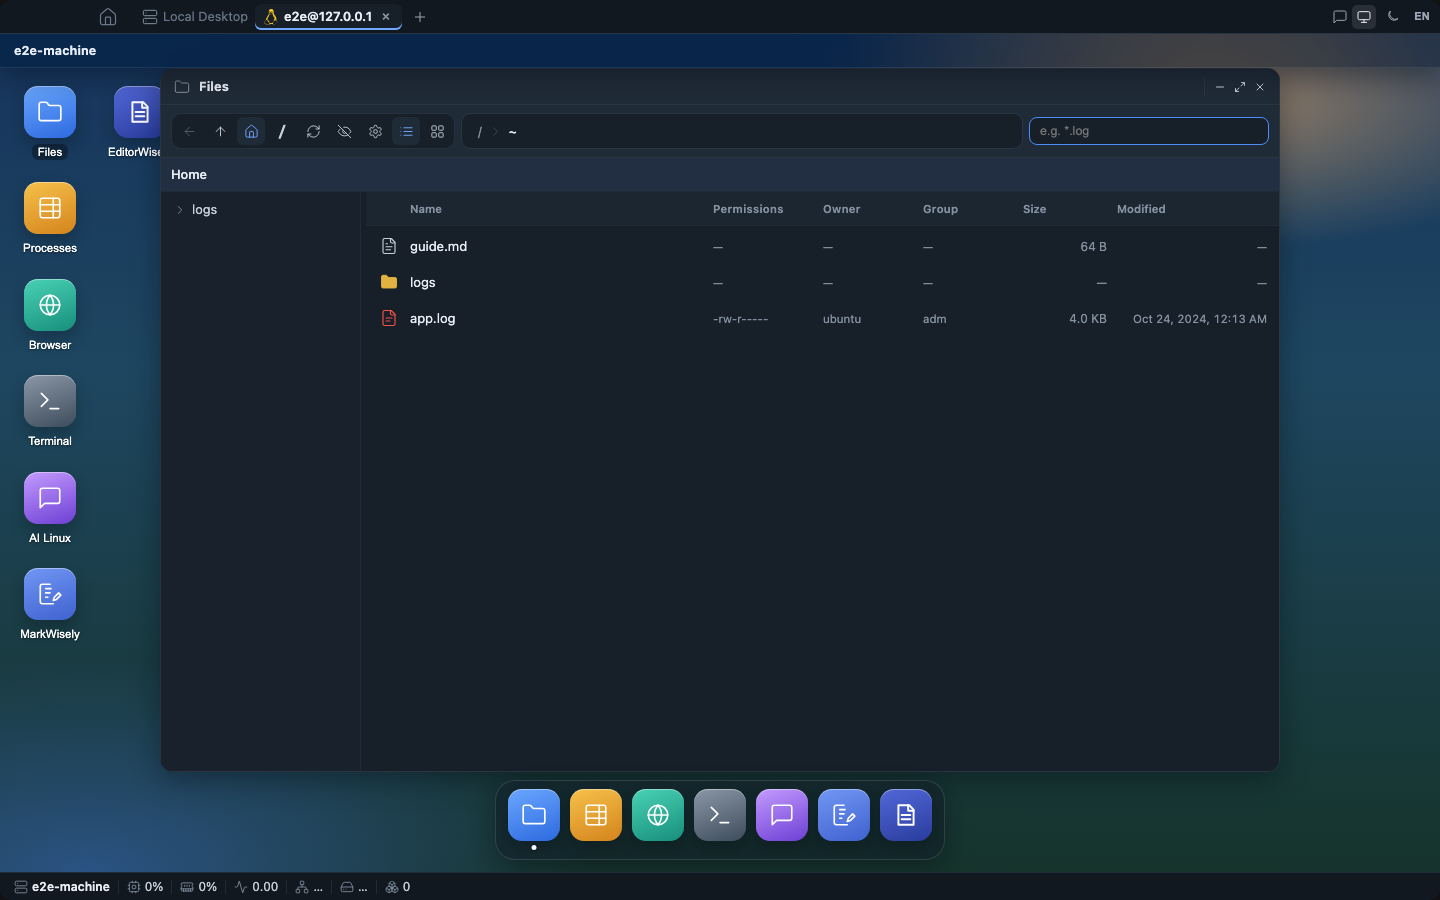 Local Desktop
e2e@127.0.0.1
EN
e2e-machine
Files
EditorWise
Processes
Browser
Terminal
AI Linux
MarkWisely
Files
/ > ~
e.g. *.log
Home
logs
Name Permissions Owner Group Size Modified
guide.md — — — 64 B —
logs — — — — —
app.log -rw-r----- ubuntu adm 4.0 KB Oct 24, 2024, 12:13 AM
e2e-machine 0% 0% 0.00 ... ... 0